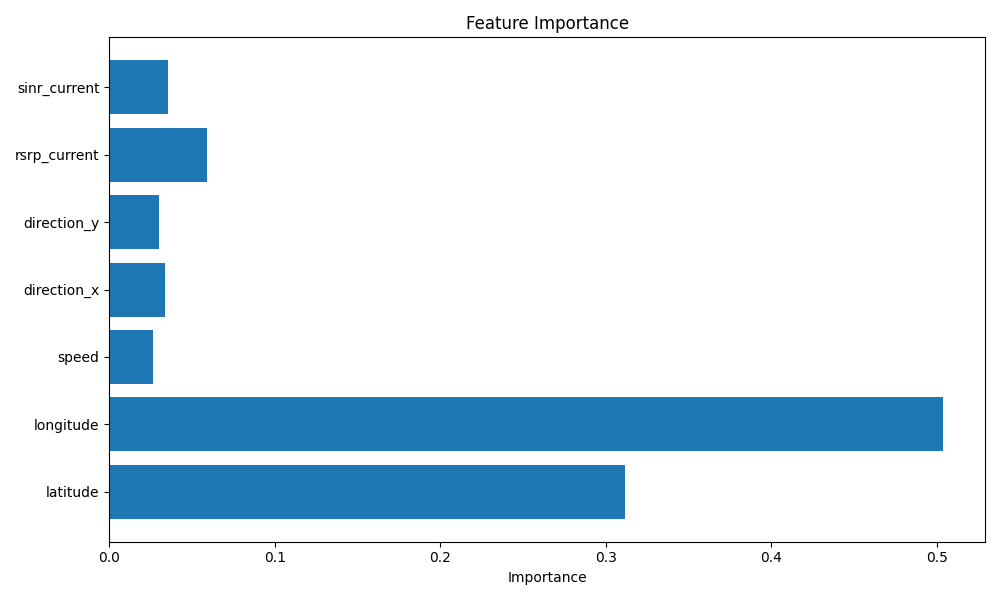 Feature Importance
sinr_current
rsrp_current
direction_y
direction_x
speed
longitude
latitude
0.0 0.1 0.2 0.3 0.4 0.5
Importance